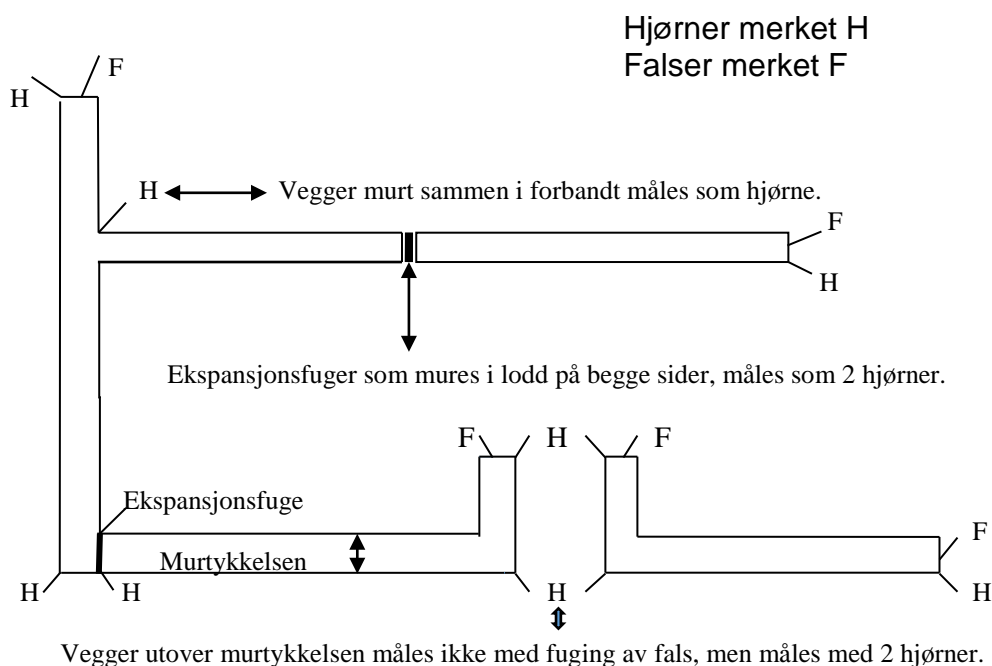 Hjørner merket H
Falser merket F
F
H
H
Vegger murt sammen i forbandt måles som hjørne.
F
H
Ekspansjonsfuger som mures i lodd på begge sider, måles som 2 hjørner.
F H F
Ekspansjonsfuge
F
Murtykkelsen
H H H H
Vegger utover murtykkelsen måles ikke med fuging av fals, men måles med 2 hjørner.